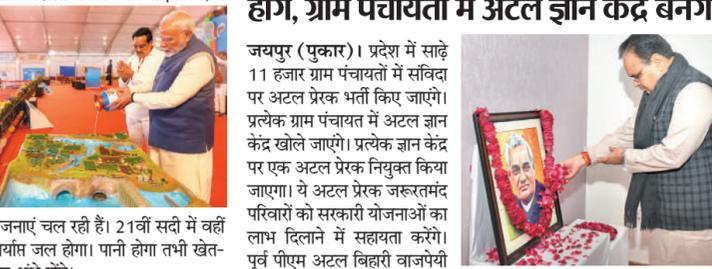 होंगे, ग्राम पंचायतों में अटल ज्ञान केंद्र बनेंगे
जयपुर (पुकार)। प्रदेश में साढ़े
11 हजार ग्राम पंचायतों में संविदा
पर अटल प्रेरक भर्ती किए जाएंगे।
प्रत्येक ग्राम पंचायत में अटल ज्ञान
केंद्र खोले जाएंगे। प्रत्येक ज्ञान केंद्र
पर एक अटल प्रेरक नियुक्त किया
जाएगा। ये अटल प्रेरक जरूरतमंद
परिवारों को सरकारी योजनाओं का
लाभ दिलाने में सहायता करेंगे।
पूर्व पीएम अटल बिहारी वाजपेयी
जनाएं चल रही हैं। 21वीं सदी में वहीं
र्याप्त जल होगा। पानी होगा तभी खेत-